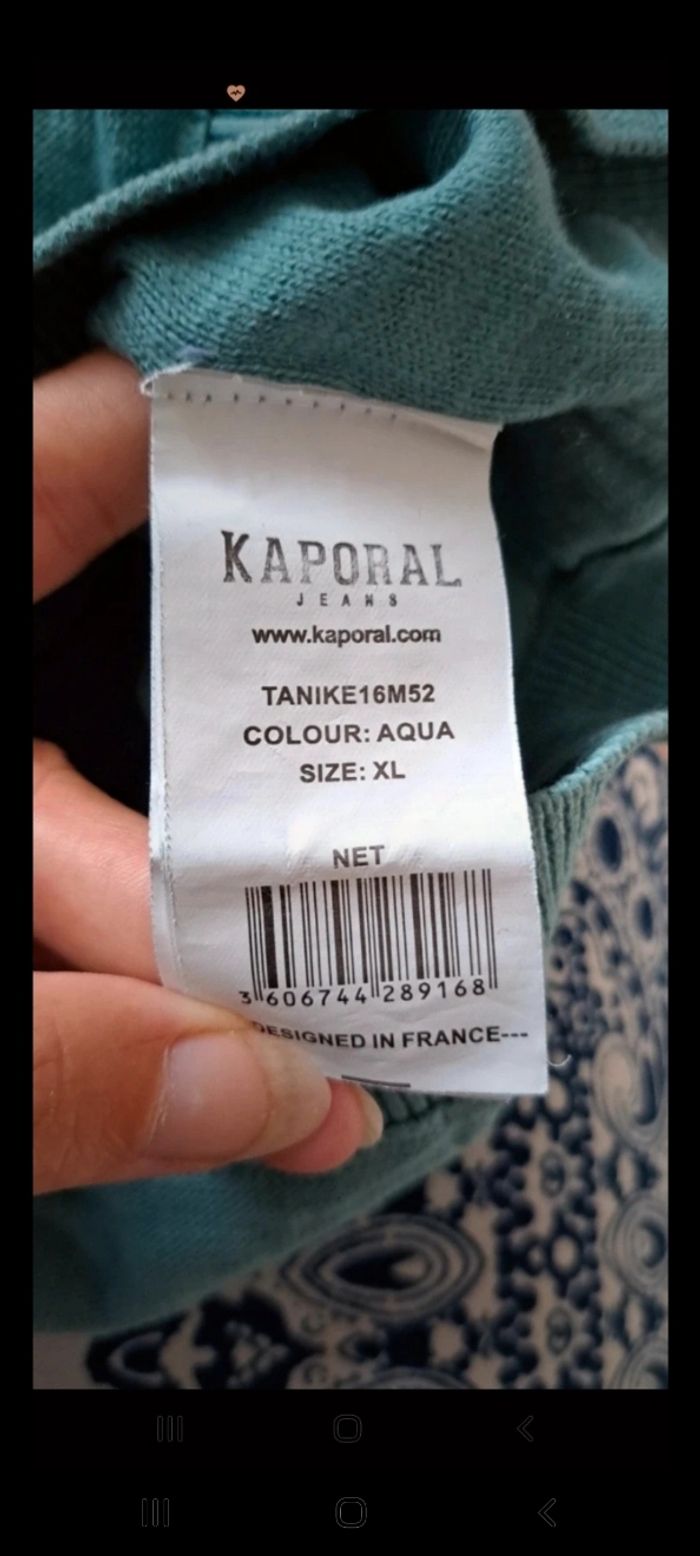 KAPORAL
JEANS
www.kaporal.com
TANIKE16M52
COLOUR: AQUA
SIZE: XL
NET
3 606744 289168
DESIGNED IN FRANCE---